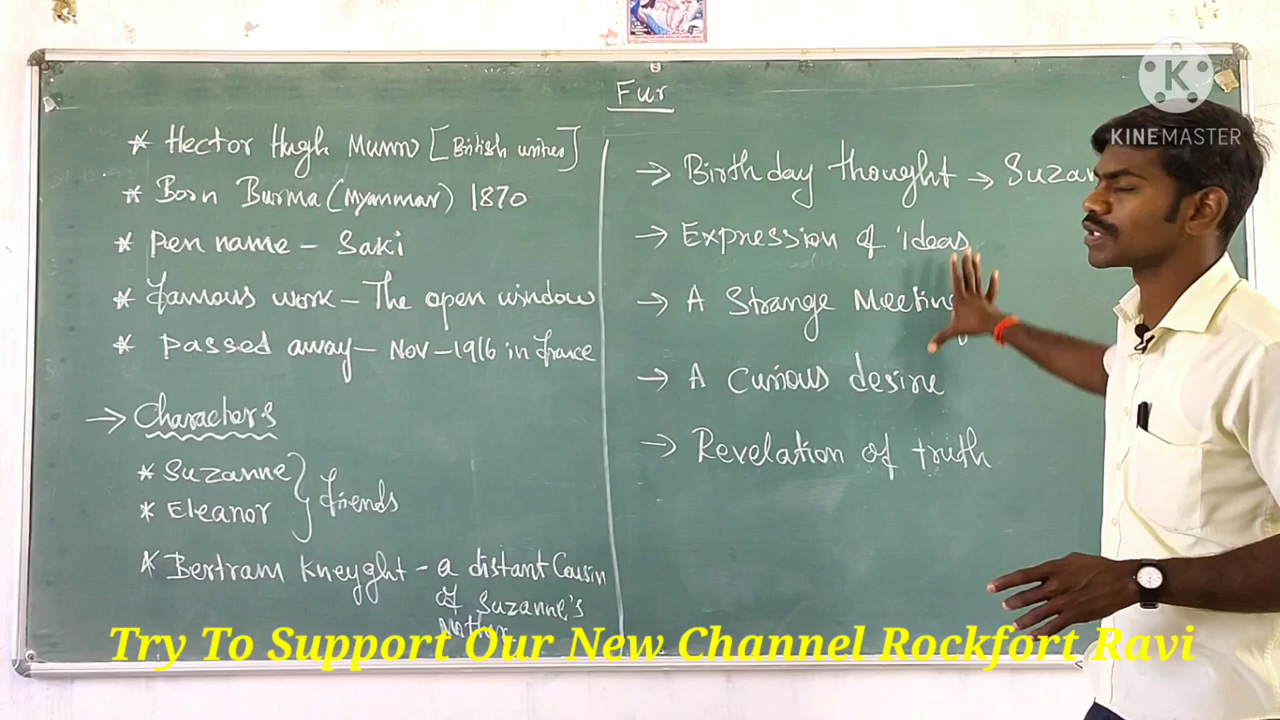 Fur
* Hector Hugh Munro [British writer]
* Born Burma (Myanmar) 1870
* Pen name - Saki
* famous work - The open window
* passed away - Nov-1916 in france
→ Characters
* Suzanne
* Eleanor
friends
* Bertram Kneyght - a distant Cousin
of Suzanne's
mother
→ Birthday thought → Suzan
→ Expression of Ideas
→ A Strange Meeting
→ A Curious desire
→ Revelation of truth
K
KINEMASTER
Try To Support Our New Channel Rockfort Ravi